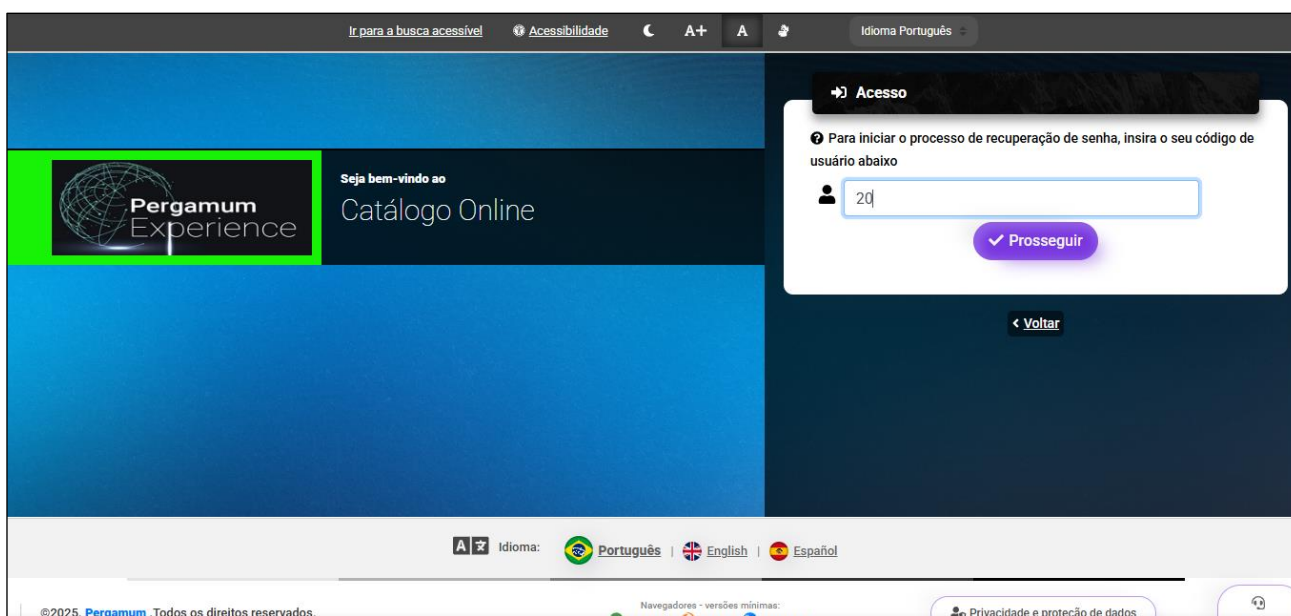 Ir para a busca acessível Acessibilidade A+ A Idioma Português
Acesso
Para iniciar o processo de recuperação de senha, insira o seu código de
usuário abaixo
20
Prosseguir
Voltar
Pergamum
Experience
Seja bem-vindo ao
Catálogo Online
Idioma: Português | English | Español
©2025. Pergamum .Todos os direitos reservados.
Navegadores - versões mínimas:
Privacidade e proteção de dados